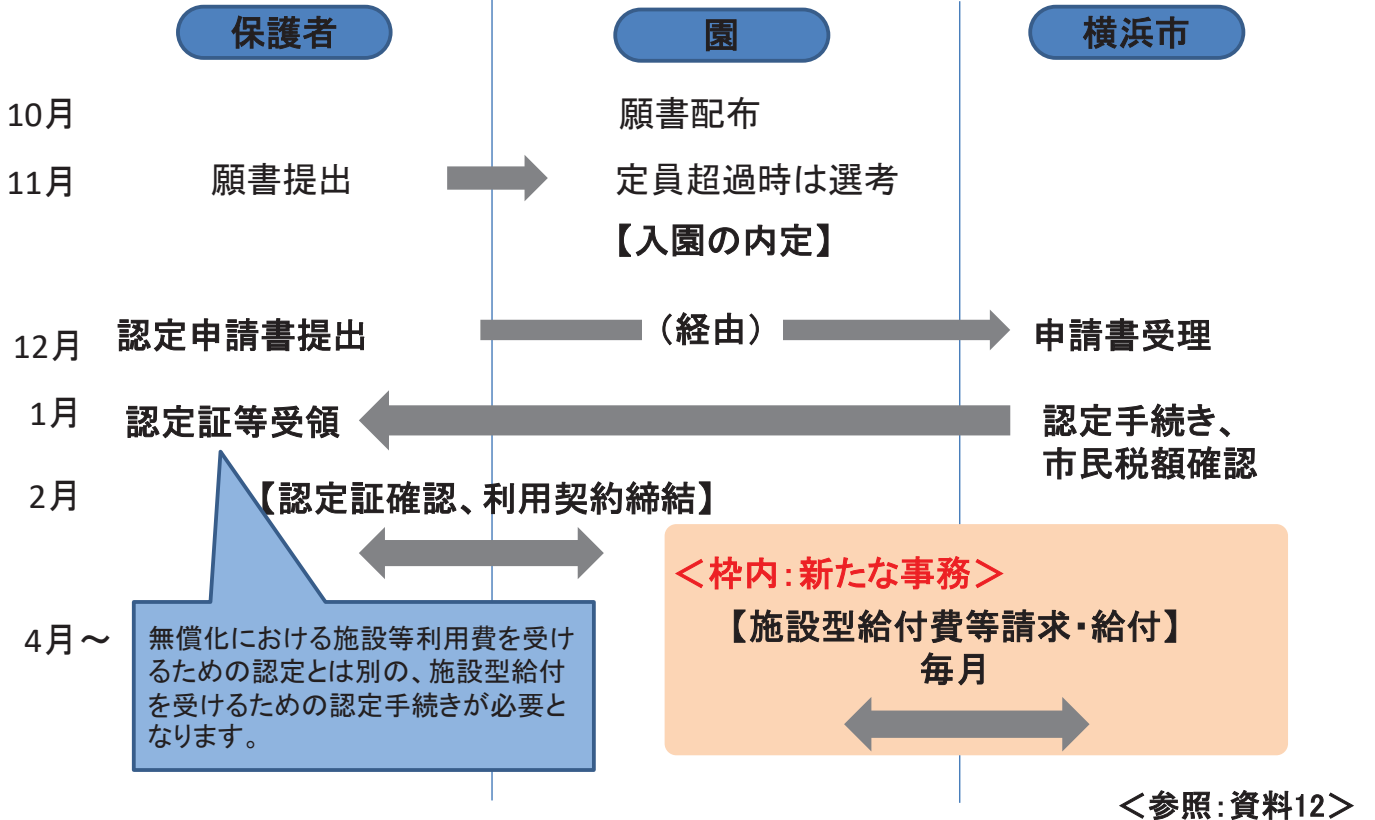 保護者
園
横浜市
10月
願書配布
11月
願書提出
定員超過時は選考
【入園の内定】
12月
認定申請書提出
（経由）
申請書受理
1月
認定証等受領
認定手続き、
市民税額確認
2月
【認定証確認、利用契約締結】
＜枠内：新たな事務＞
【施設型給付費等請求・給付】
毎月
4月～
無償化における施設等利用費を受け
るための認定とは別の、施設型給付
を受けるための認定手続きが必要と
なります。
＜参照：資料12＞